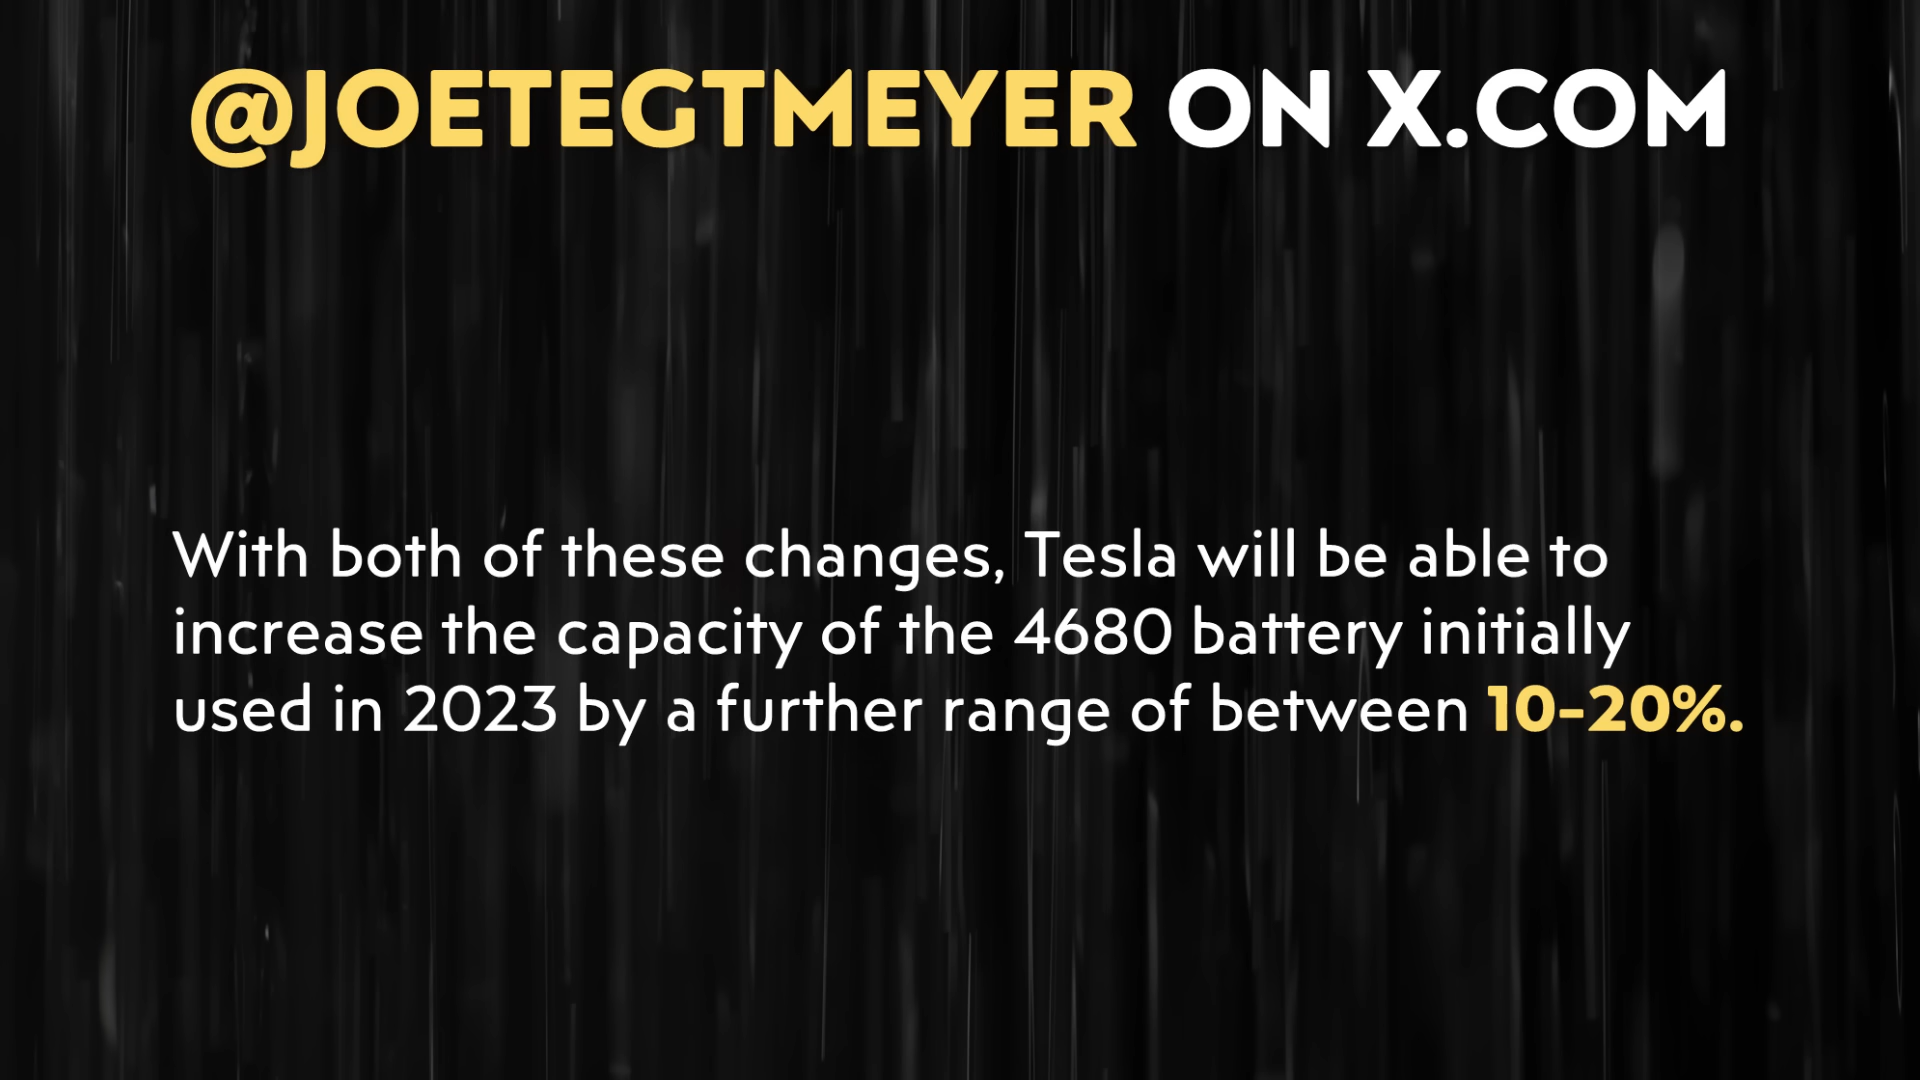 @JOETEGTMEYER ON X.COM
With both of these changes, Tesla will be able to
increase the capacity of the 4680 battery initially
used in 2023 by a further range of between 10-20%.